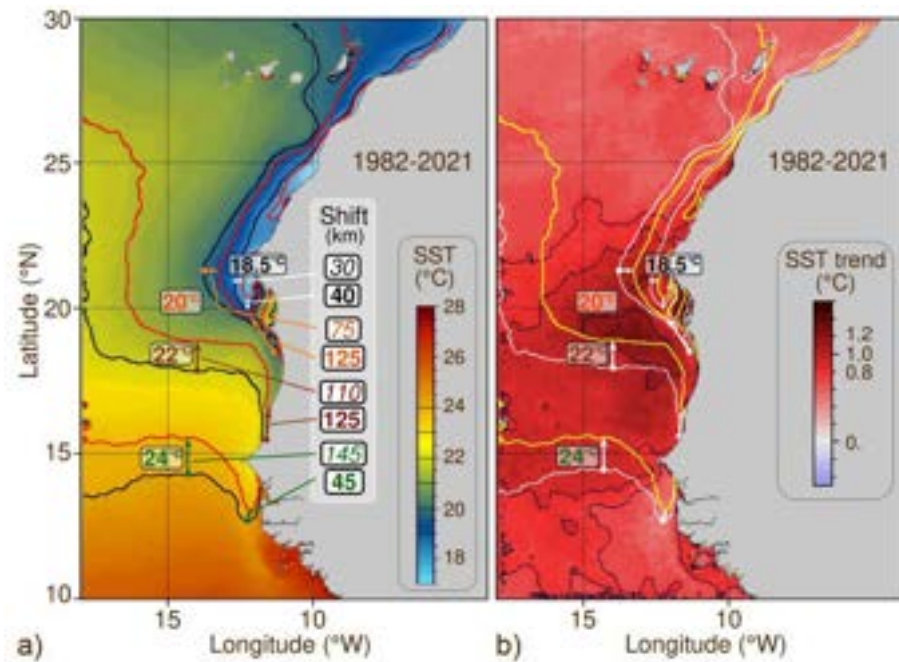 30
25
20
15
10
Latitude (°N)
1982-2021
Shift
(km)
18.5°C
30
40
20°C
75
125
22°C
110
125
24°C
145
45
SST
(°C)
28
26
24
22
20
18
15
10
a)
Longitude (°W)
1982-2021
18.5°C
20°C
22°C
24°C
SST trend
(°C)
1.2
1.0
0.8
0.
15
10
b)
Longitude (°W)